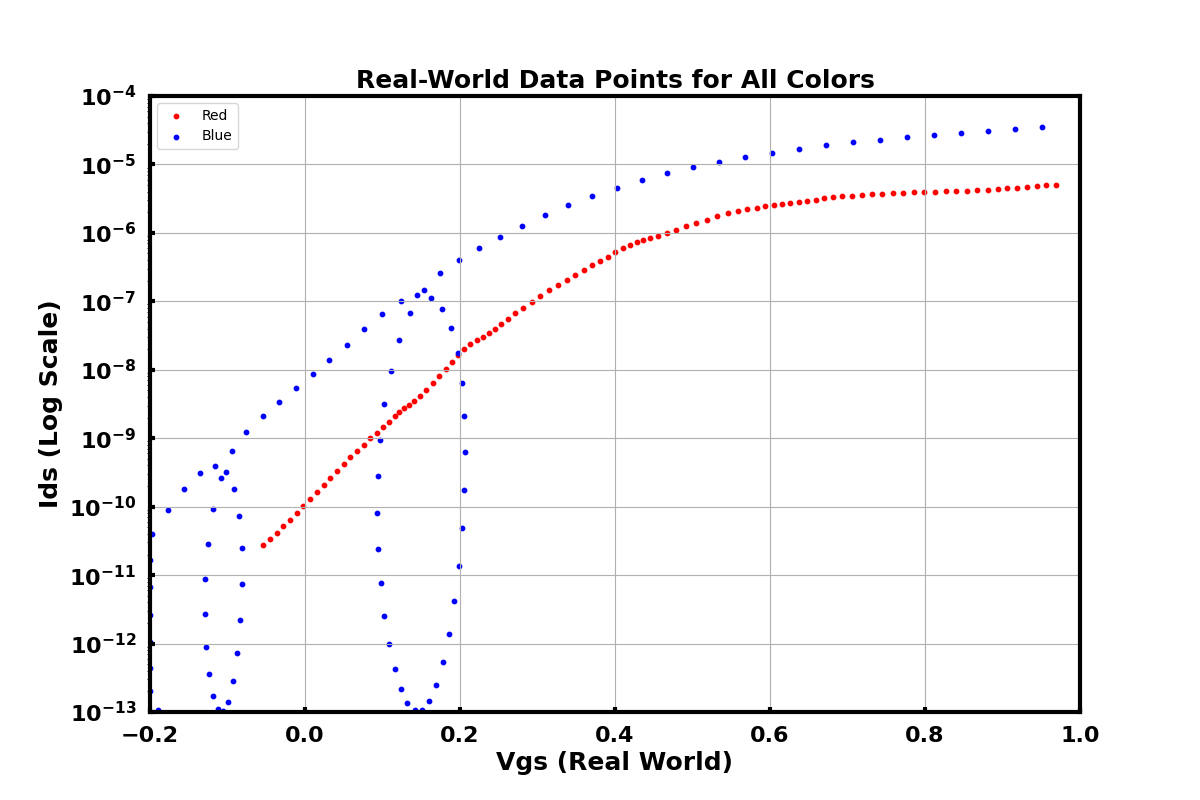 Real-World Data Points for All Colors
Red
Blue
10⁻⁴
10⁻⁵
10⁻⁶
10⁻⁷
10⁻⁸
10⁻⁹
10⁻¹⁰
10⁻¹¹
10⁻¹²
10⁻¹³
Ids (Log Scale)
−0.2 0.0 0.2 0.4 0.6 0.8 1.0
Vgs (Real World)